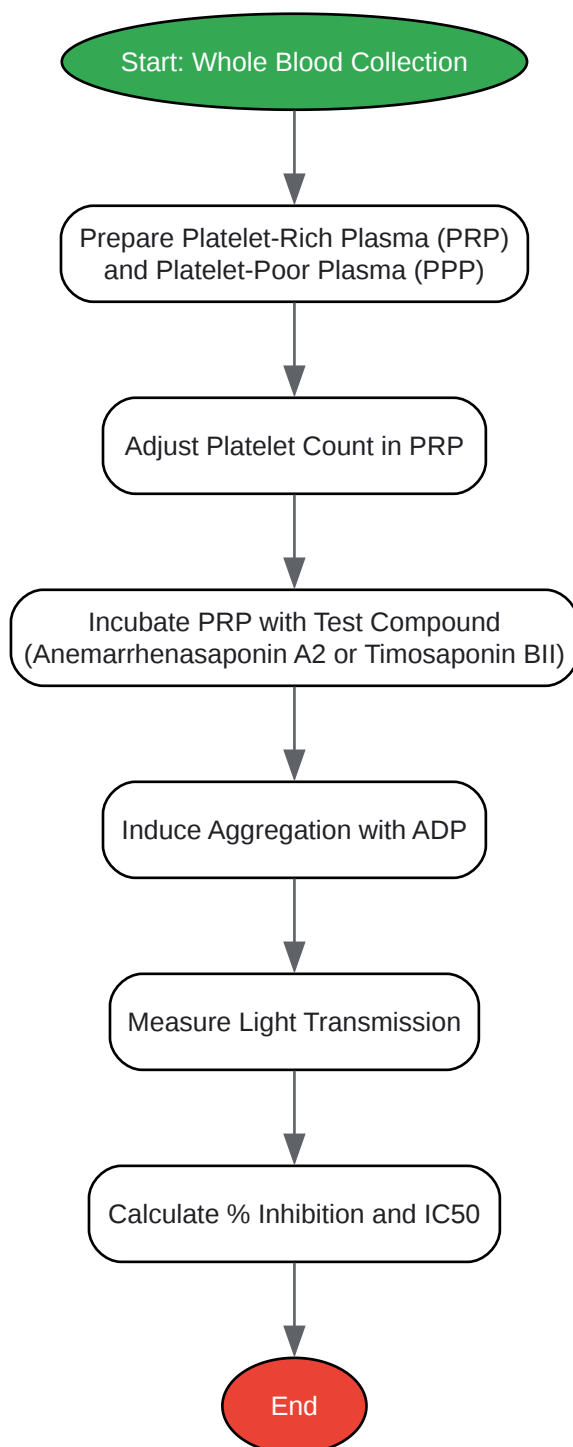 Start: Whole Blood Collection
Prepare Platelet-Rich Plasma (PRP)
and Platelet-Poor Plasma (PPP)
Adjust Platelet Count in PRP
Incubate PRP with Test Compound
(Anemarrhenasaponin A2 or Timosaponin BII)
Induce Aggregation with ADP
Measure Light Transmission
Calculate % Inhibition and IC50
End